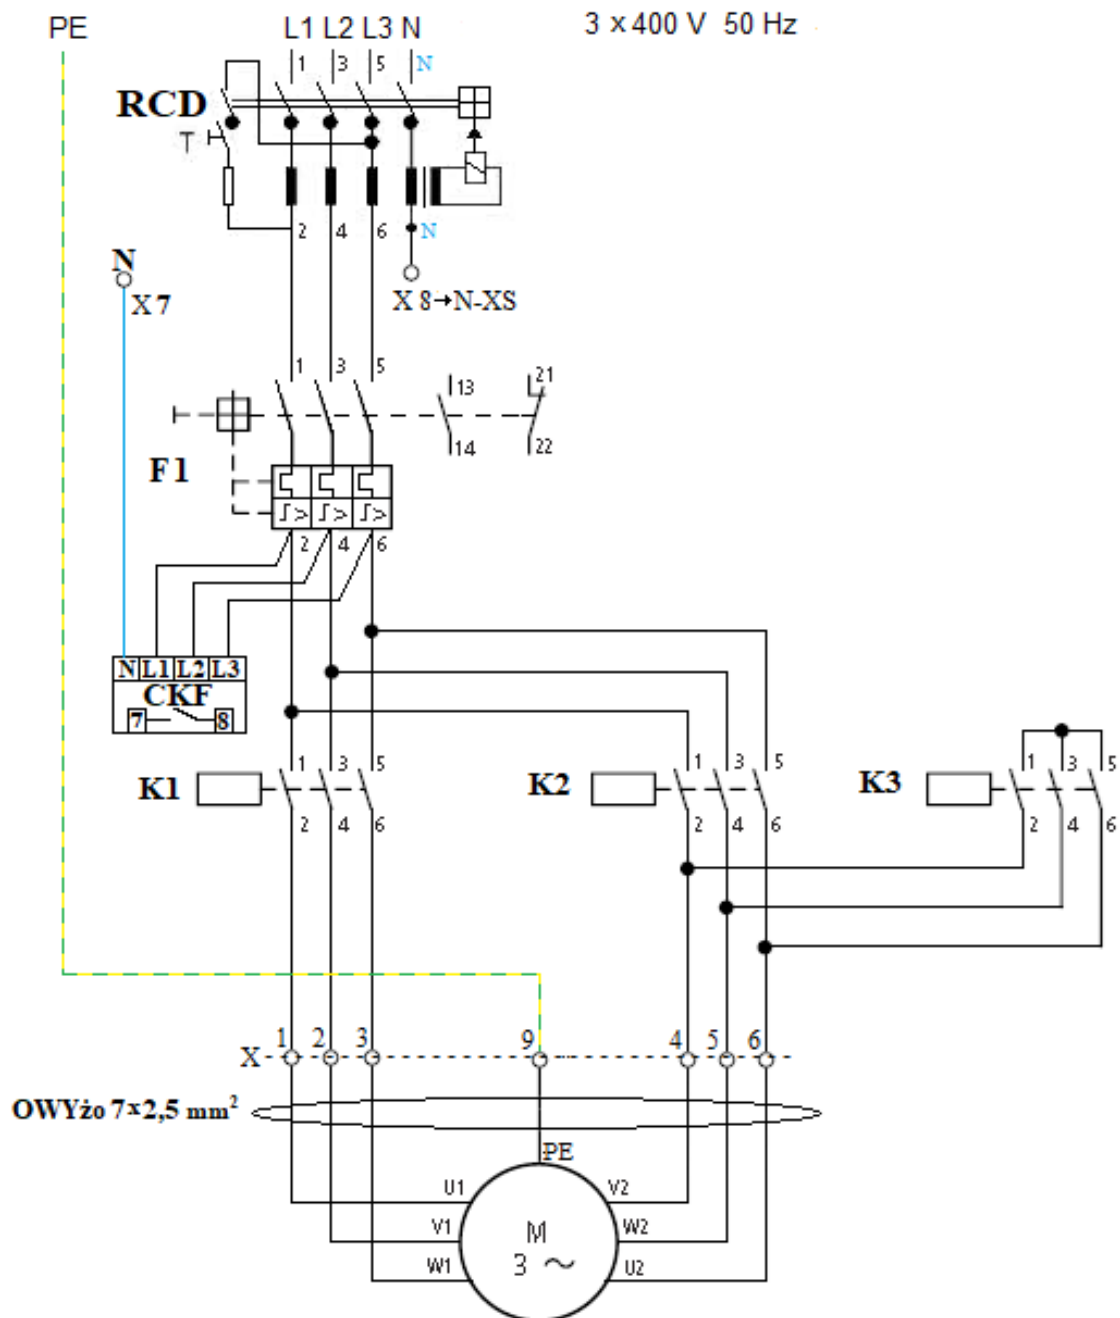 PE L1 L2 L3 N 3 x 400 V 50 Hz
1 3 5 N
RCD
T
2 4 6 N
N
X 7
X 8→N-XS
1 3 5 13 21
14 22
F1
2 4 6
N L1 L2 L3
CKF
7 8
1 3 5 1 3 5 1 3 5
K1 K2 K3
2 4 6 2 4 6 2 4 6
1 2 3 9 4 5 6
X
OWYżo 7x2,5 mm²
PE
U1 V2
V1 M W2
W1 3 ~ U2